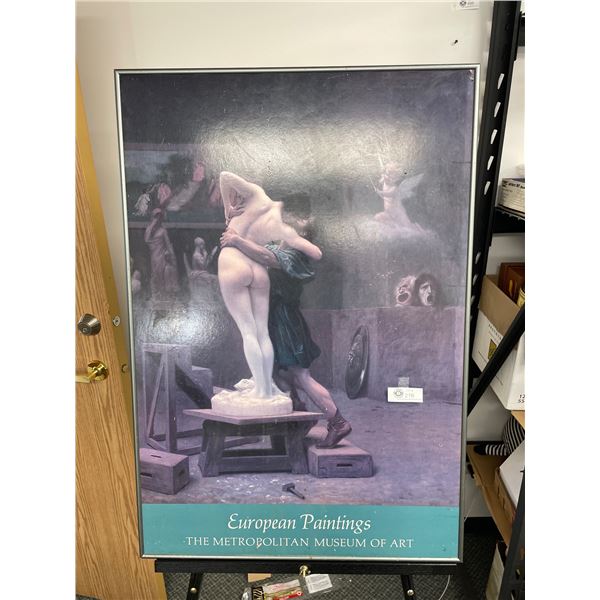 European Paintings
THE METROPOLITAN MUSEUM OF ART